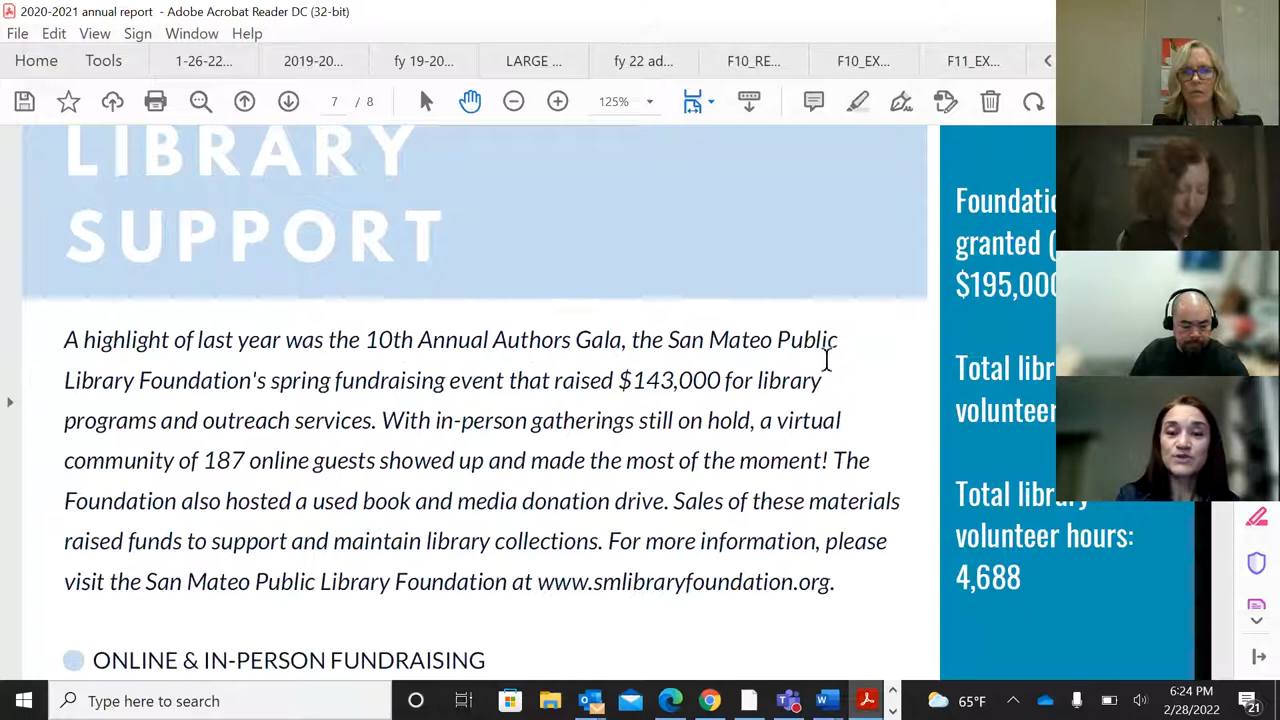 2020-2021 annual report - Adobe Acrobat Reader DC (32-bit)
File Edit View Sign Window Help
Home Tools 1-26-22... 2019-20... fy 19-20... LARGE ... fy 22 ad... F10_RE... F10_EX... F11_EX...
7 / 8 125%
LIBRARY
SUPPORT
A highlight of last year was the 10th Annual Authors Gala, the San Mateo Public
Library Foundation's spring fundraising event that raised $143,000 for library
programs and outreach services. With in-person gatherings still on hold, a virtual
community of 187 online guests showed up and made the most of the moment! The
Foundation also hosted a used book and media donation drive. Sales of these materials
raised funds to support and maintain library collections. For more information, please
visit the San Mateo Public Library Foundation at www.smlibraryfoundation.org.
ONLINE & IN-PERSON FUNDRAISING
granted
$195,000
Total
volunteer
Total library
volunteer hours:
4,688
Type here to search
65°F
6:24 PM
2/28/2022
21